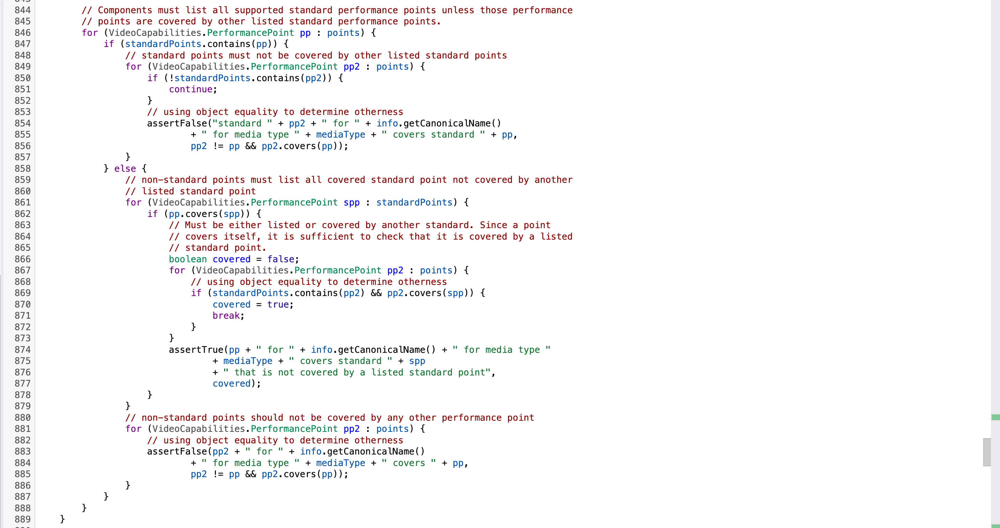 844 // Components must list all supported standard performance points unless those performance
845 // points are covered by other listed standard performance points.
846 for (VideoCapabilities.PerformancePoint pp : points) {
847 if (standardPoints.contains(pp)) {
848 // standard points must not be covered by other listed standard points
849 for (VideoCapabilities.PerformancePoint pp2 : points) {
850 if (!standardPoints.contains(pp2)) {
851 continue;
852 }
853 // using object equality to determine otherness
854 assertFalse("standard " + pp2 + " for " + info.getCanonicalName()
855 + " for media type " + mediaType + " covers standard " + pp,
856 pp2 != pp && pp2.covers(pp));
857 }
858 } else {
859 // non-standard points must list all covered standard point not covered by another
860 // listed standard point
861 for (VideoCapabilities.PerformancePoint spp : standardPoints) {
862 if (pp.covers(spp)) {
863 // Must be either listed or covered by another standard. Since a point
864 // covers itself, it is sufficient to check that it is covered by a listed
865 // standard point.
866 boolean covered = false;
867 for (VideoCapabilities.PerformancePoint pp2 : points) {
868 // using object equality to determine otherness
869 if (standardPoints.contains(pp2) && pp2.covers(spp)) {
870 covered = true;
871 break;
872 }
873 }
874 assertTrue(pp + " for " + info.getCanonicalName() + " for media type "
875 + mediaType + " covers standard " + spp
876 + " that is not covered by a listed standard point",
877 covered);
878 }
879 }
880 // non-standard points should not be covered by any other performance point
881 for (VideoCapabilities.PerformancePoint pp2 : points) {
882 // using object equality to determine otherness
883 assertFalse(pp2 + " for " + info.getCanonicalName()
884 + " for media type " + mediaType + " covers " + pp,
885 pp2 != pp && pp2.covers(pp));
886 }
887 }
888 }
889 }